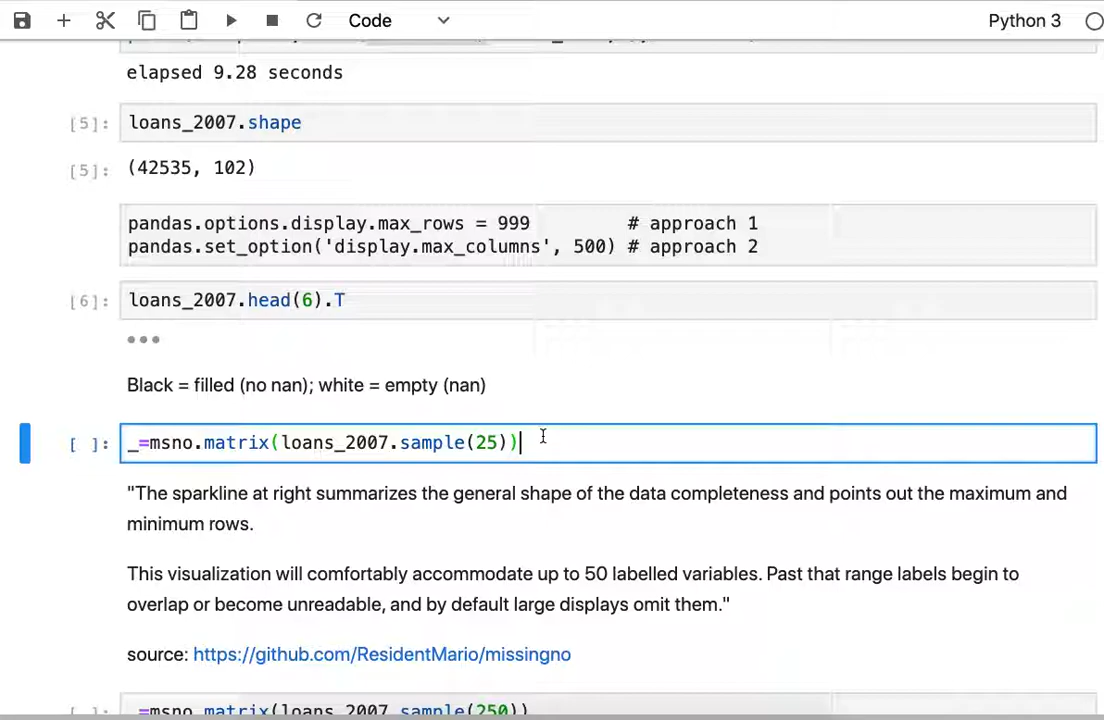 Code
Python 3
elapsed 9.28 seconds
[5]:
loans_2007.shape
[5]:
(42535, 102)
pandas.options.display.max_rows = 999 # approach 1
pandas.set_option('display.max_columns', 500) # approach 2
[6]:
loans_2007.head(6).T
Black = filled (no nan); white = empty (nan)
[ ]:
_=msno.matrix(loans_2007.sample(25))
"The sparkline at right summarizes the general shape of the data completeness and points out the maximum and
minimum rows.
This visualization will comfortably accommodate up to 50 labelled variables. Past that range labels begin to
overlap or become unreadable, and by default large displays omit them."
source: https://github.com/ResidentMario/missingno
[ ]:
_=msno.matrix(loans_2007.sample(250))